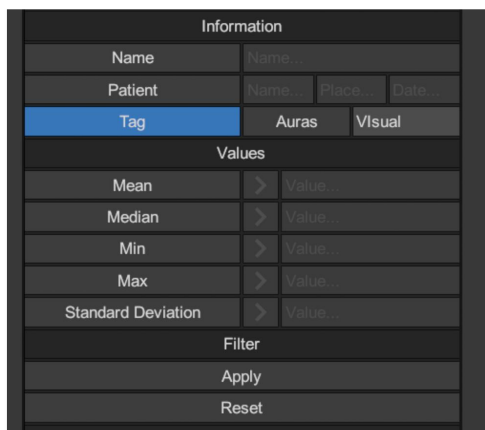 Information
Name Name...
Patient Name... Place... Date...
Tag Auras VIsual
Values
Mean > Value...
Median > Value...
Min > Value...
Max > Value...
Standard Deviation > Value...
Filter
Apply
Reset